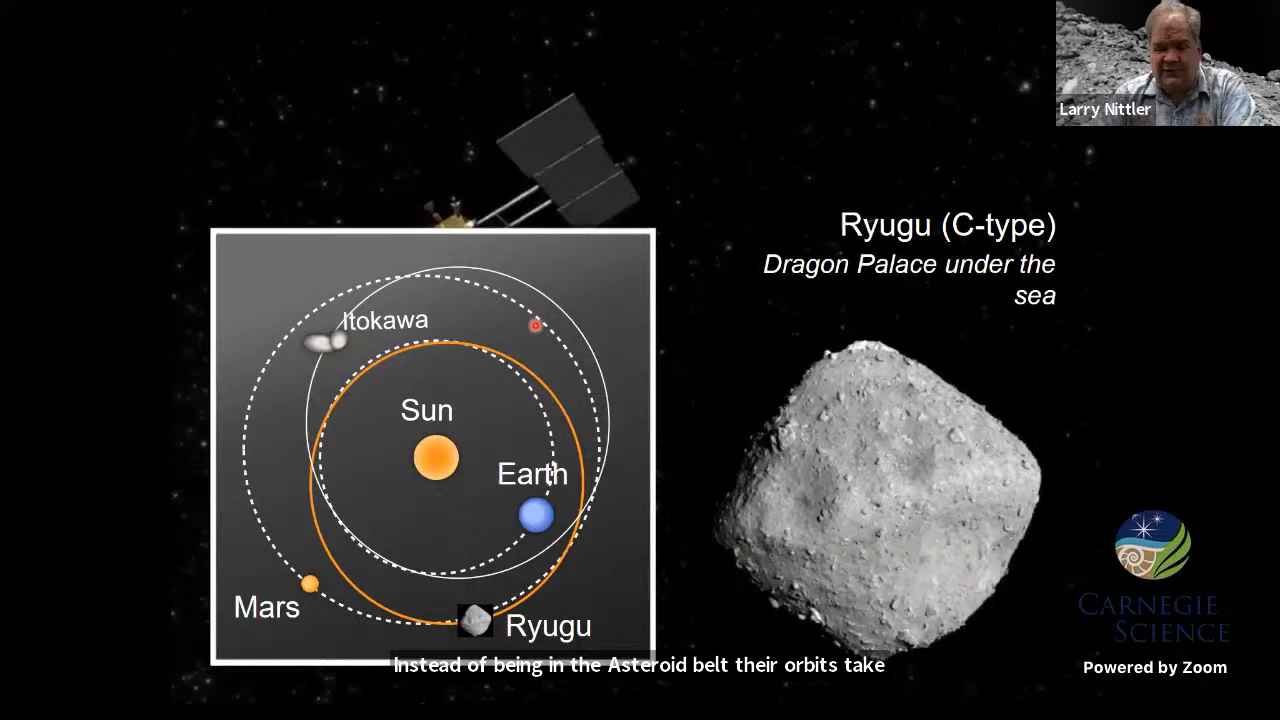 Larry Nittler
Ryugu (C-type)
Dragon Palace under the
sea
Itokawa
Sun
Earth
Mars
Ryugu
CARNEGIE
SCIENCE
Instead of being in the Asteroid belt their orbits take
Powered by Zoom